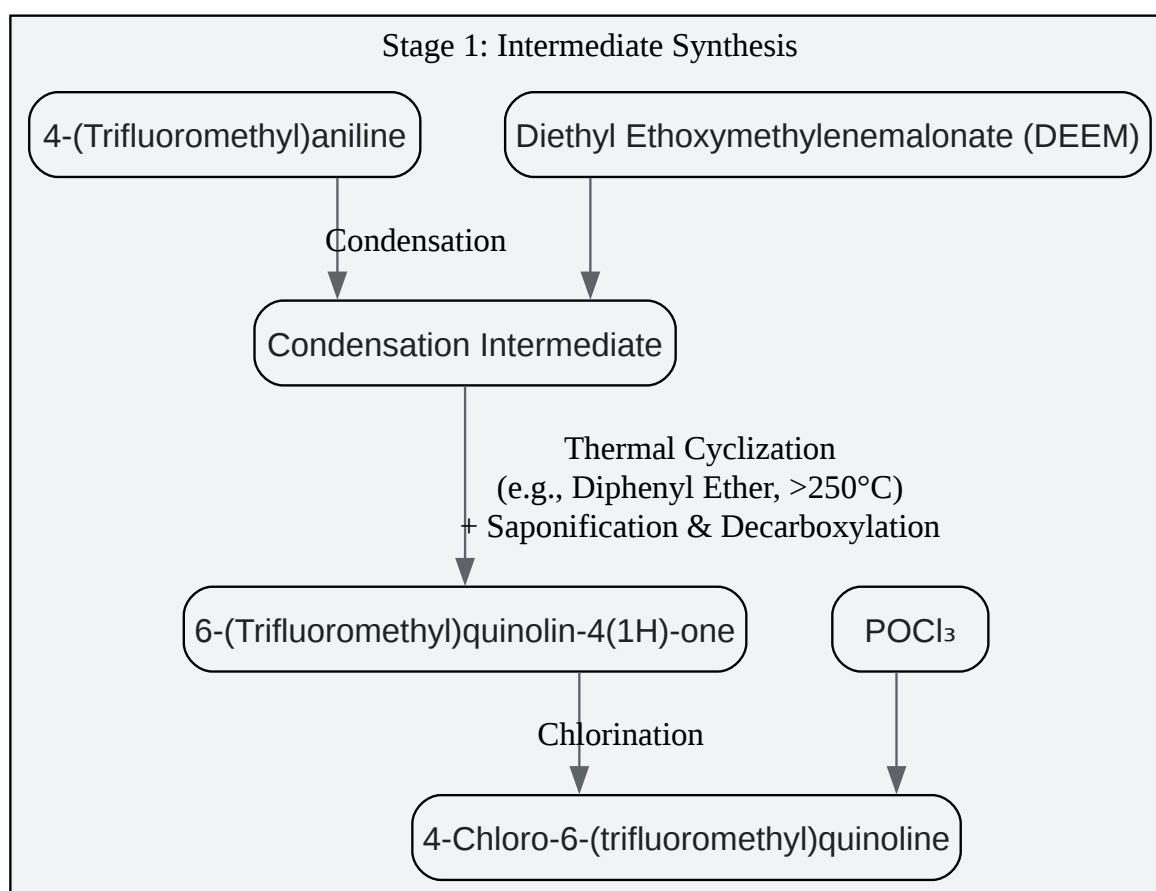 Stage 1: Intermediate Synthesis
4-(Trifluoromethyl)aniline
Diethyl Ethoxymethylenemalonate (DEEM)
Condensation
Condensation Intermediate
Thermal Cyclization
(e.g., Diphenyl Ether, >250°C)
+ Saponification & Decarboxylation
6-(Trifluoromethyl)quinolin-4(1H)-one
POCl₃
Chlorination
4-Chloro-6-(trifluoromethyl)quinoline